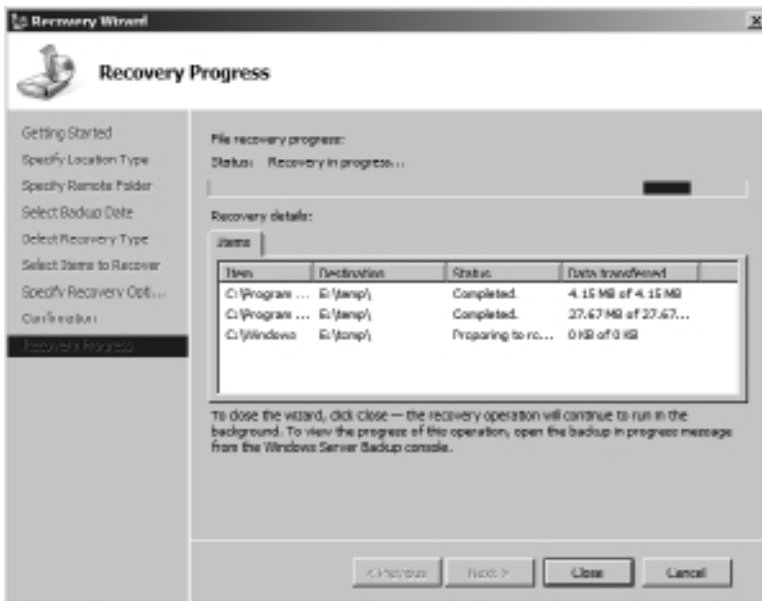 Recovery Wizard
Recovery Progress
Getting Started
Specify Location Type
Specify Remote Folder
Select Backup Date
Select Recovery Type
Select Items to Recover
Specify Recovery Opti...
Confirmation
Recovery Progress
File recovery progress:
Status: Recovery in progress...
Recovery details:
Items
Item Destination Status Data transferred
C:\Program ... E:\temp\ Completed. 4.15 MB of 4.15 MB
C:\Program ... E:\temp\ Completed. 27.67 MB of 27.67...
C:\Windows E:\temp\ Preparing to re... 0 KB of 0 KB
To close the wizard, click Close — the recovery operation will continue to run in the
background. To view the progress of this operation, open the backup in progress message
from the Windows Server Backup console.
< Previous Next > Close Cancel